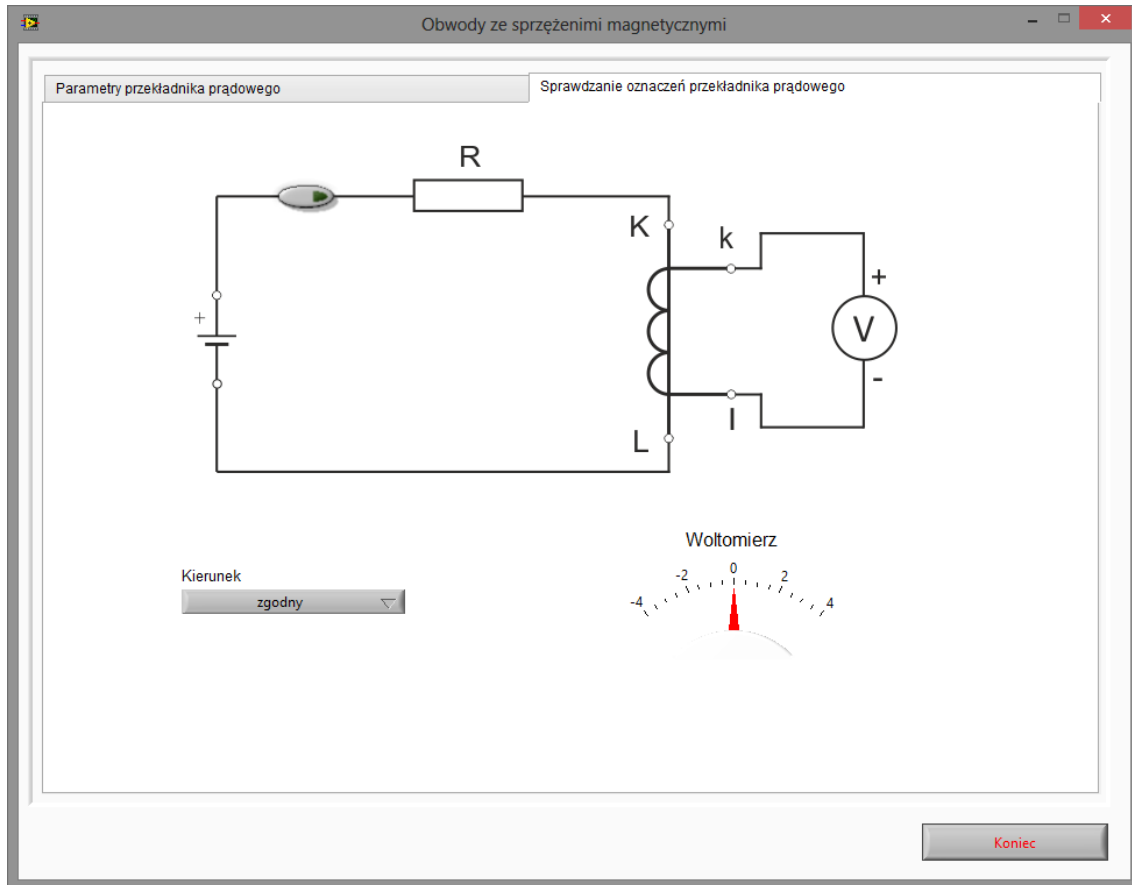 Obwody ze sprzężenimi magnetycznymi
Parametry przekładnika prądowego
Sprawdzanie oznaczeń przekładnika prądowego
R
K
k
+
+
V
-
L
l
Woltomierz
Kierunek
zgodny
-4
-2
0
2
4
Koniec